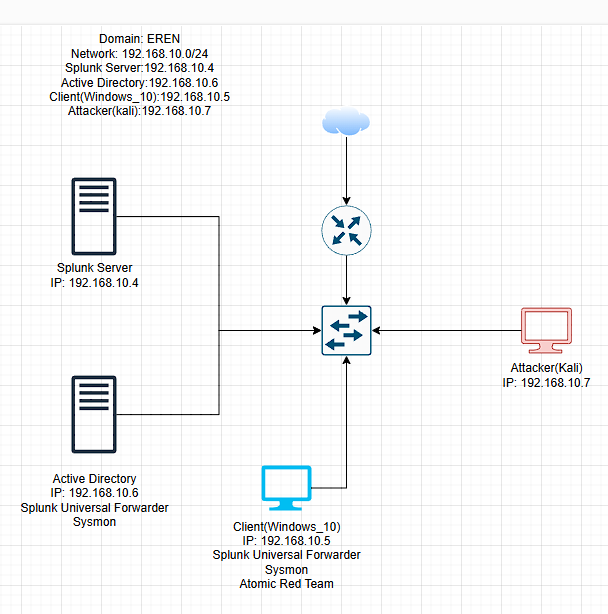 Domain: EREN
Network: 192.168.10.0/24
Splunk Server:192.168.10.4
Active Directory:192.168.10.6
Client(Windows_10):192.168.10.5
Attacker(kali):192.168.10.7
Splunk Server
IP: 192.168.10.4
Attacker(Kali)
IP: 192.168.10.7
Active Directory
IP: 192.168.10.6
Splunk Universal Forwarder
Sysmon
Client(Windows_10)
IP: 192.168.10.5
Splunk Universal Forwarder
Sysmon
Atomic Red Team